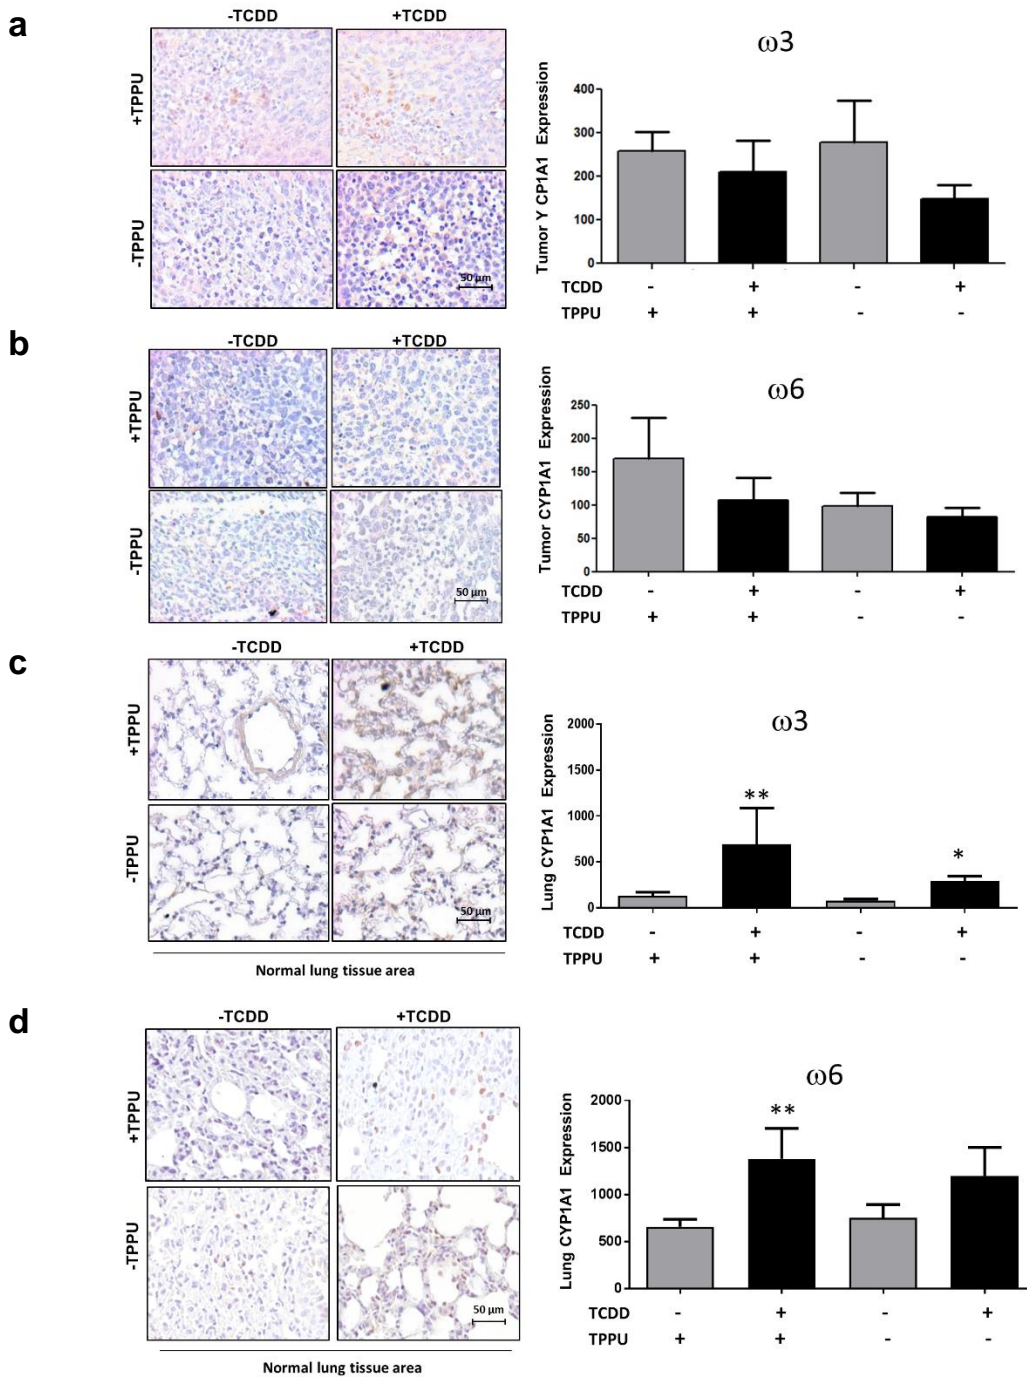 a
-TCDD +TCDD
+TPPU
-TPPU
50 µm
ω3
Tumor Y CP1A1 Expression
400
300
200
100
0
TCDD - + - +
TPPU + + - -
b
-TCDD +TCDD
+TPPU
-TPPU
50 µm
ω6
Tumor CYP1A1 Expression
250
200
150
100
50
0
TCDD - + - +
TPPU + + - -
c
-TCDD +TCDD
+TPPU
-TPPU
50 µm
Normal lung tissue area
ω3
Lung CYP1A1 Expression
2000
1500
1000
500
0
** *
TCDD - + - +
TPPU + + - -
d
-TCDD +TCDD
+TPPU
-TPPU
50 µm
Normal lung tissue area
ω6
Lung CYP1A1 Expression
2000
1500
1000
500
0
**
TCDD - + - +
TPPU + + - -